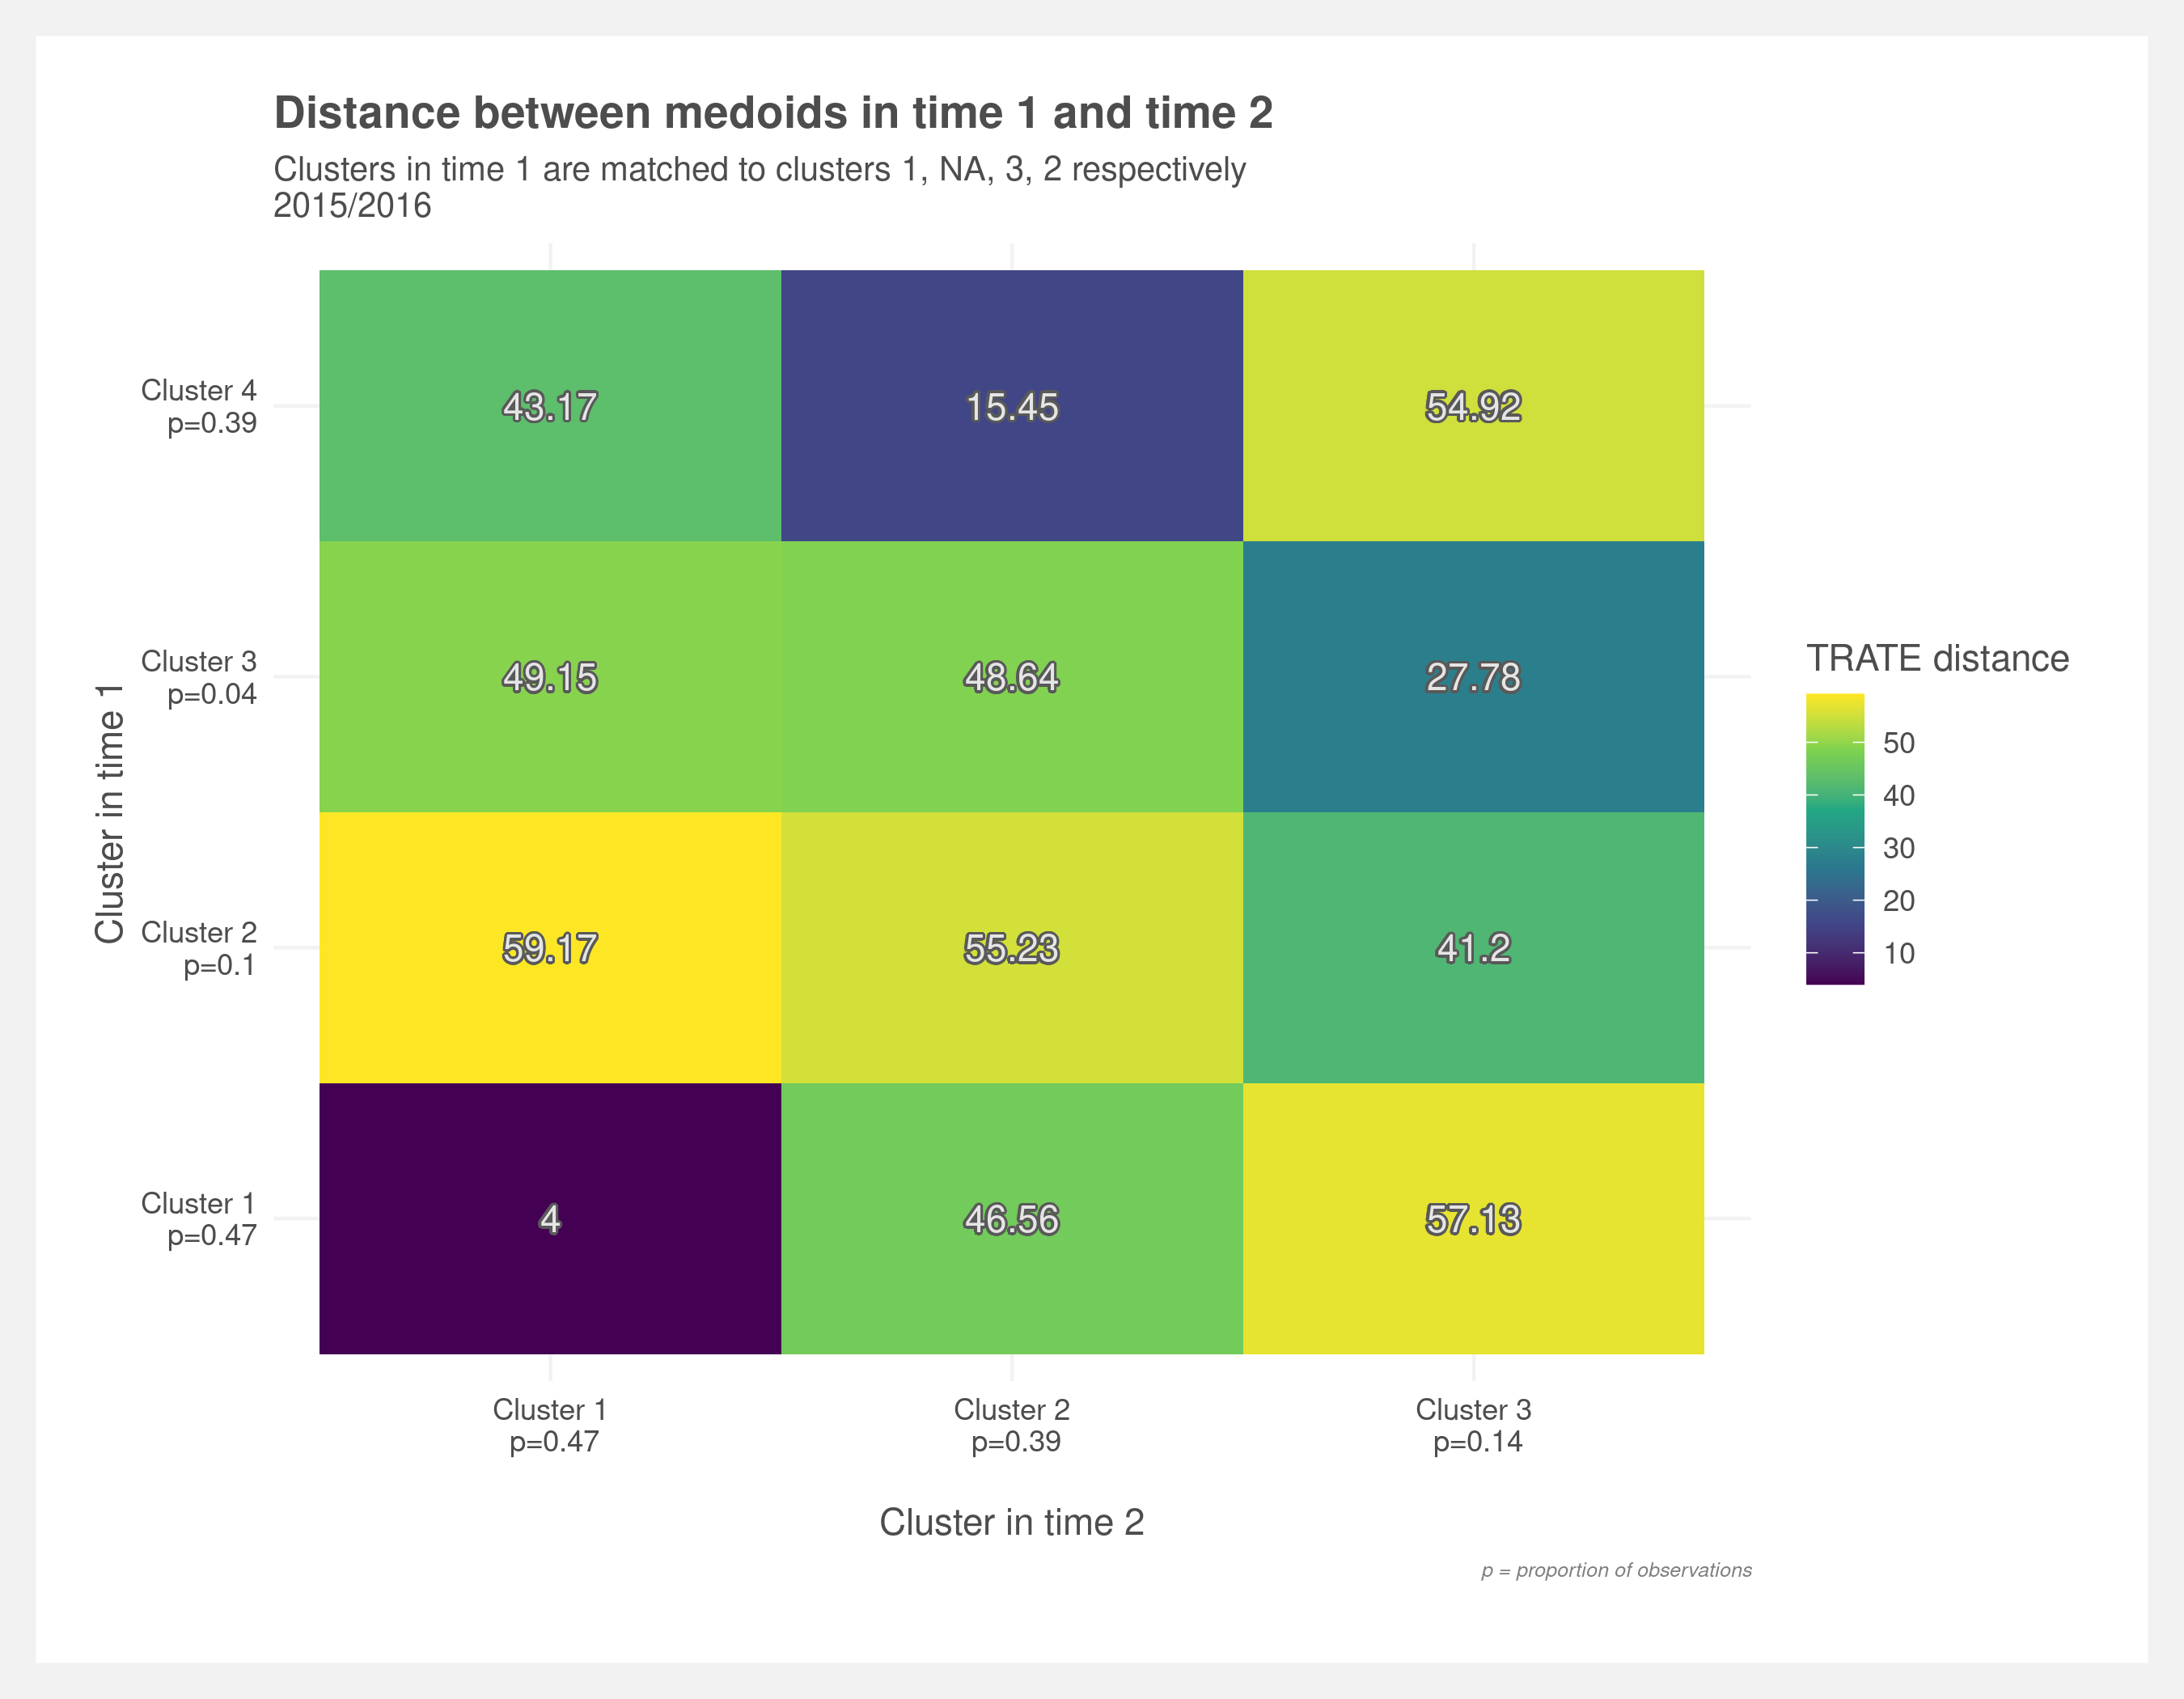 Distance between medoids in time 1 and time 2
Clusters in time 1 are matched to clusters 1, NA, 3, 2 respectively
2015/2016
Cluster in time 1
Cluster 4
p=0.39
43.17
15.45
54.92
Cluster 3
p=0.04
49.15
48.64
27.78
Cluster 2
p=0.1
59.17
55.23
41.2
Cluster 1
p=0.47
4
46.56
57.13
Cluster 1
p=0.47
Cluster 2
p=0.39
Cluster 3
p=0.14
Cluster in time 2
p = proportion of observations
TRATE distance
50
40
30
20
10